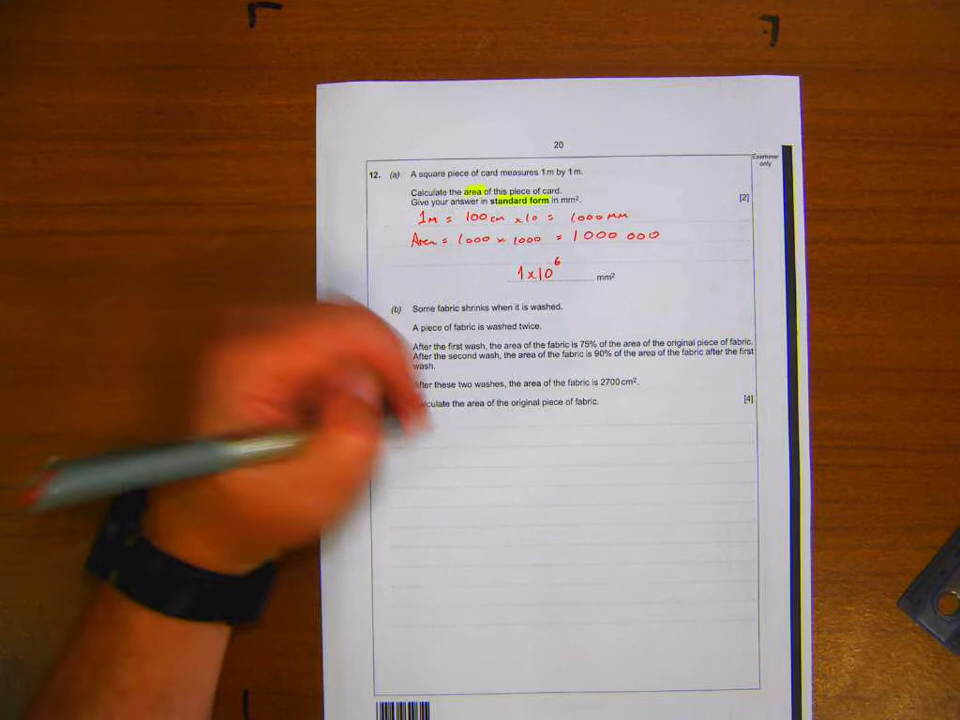 20
Examiner
only
12. (a) A square piece of card measures 1 m by 1 m.
Calculate the area of this piece of card.
Give your answer in standard form in mm². [2]
1m = 100cm x10 = 1000mm
Area = 1000 x 1000 = 1000 000
1x10⁶ mm²
(b) Some fabric shrinks when it is washed.
A piece of fabric is washed twice.
After the first wash, the area of the fabric is 75% of the area of the original piece of fabric.
After the second wash, the area of the fabric is 90% of the area of the fabric after the first
wash.
After these two washes, the area of the fabric is 2700 cm².
Calculate the area of the original piece of fabric. [4]